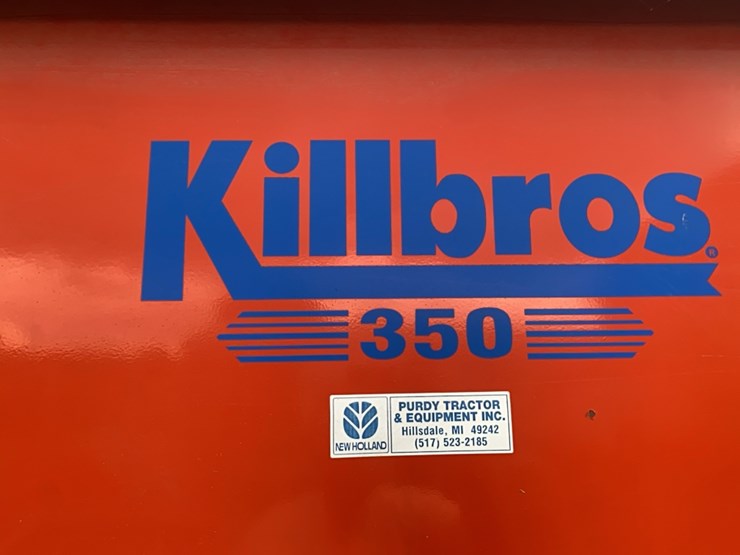 Killbros®
350
NEW HOLLAND
PURDY TRACTOR
& EQUIPMENT INC.
Hillsdale, MI 49242
(517) 523-2185